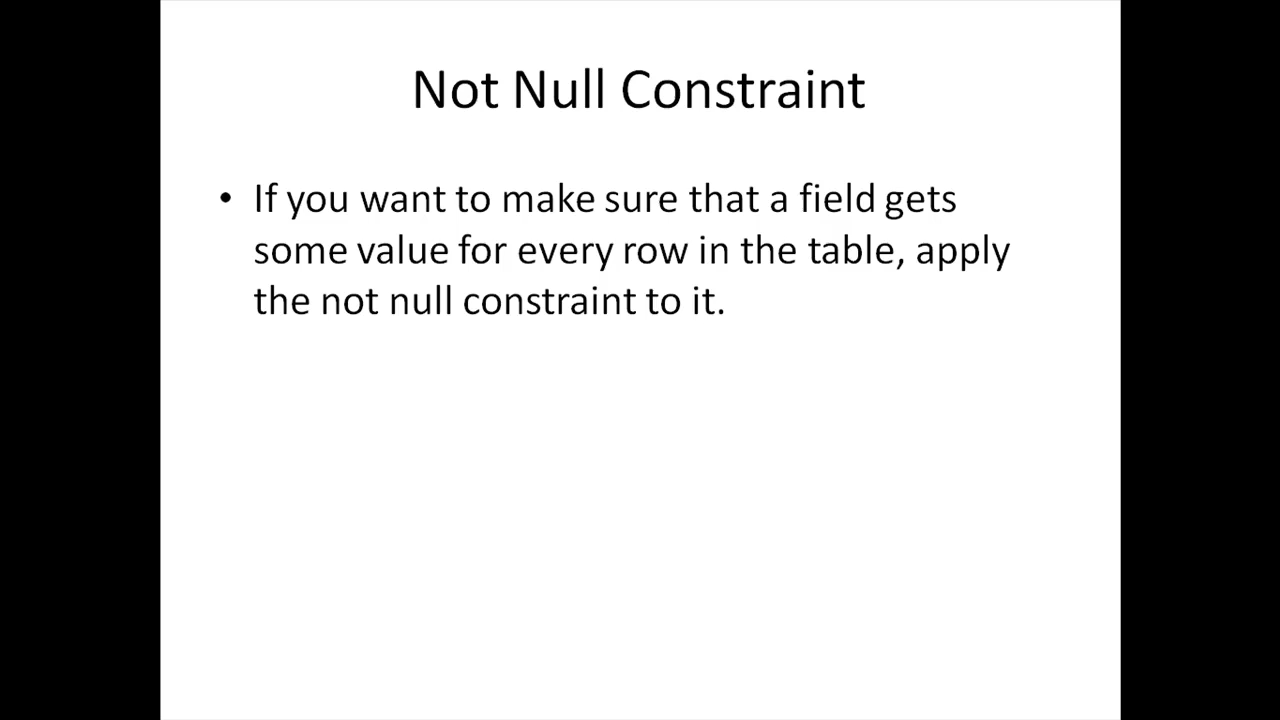 Not Null Constraint
• If you want to make sure that a field gets
some value for every row in the table, apply
the not null constraint to it.